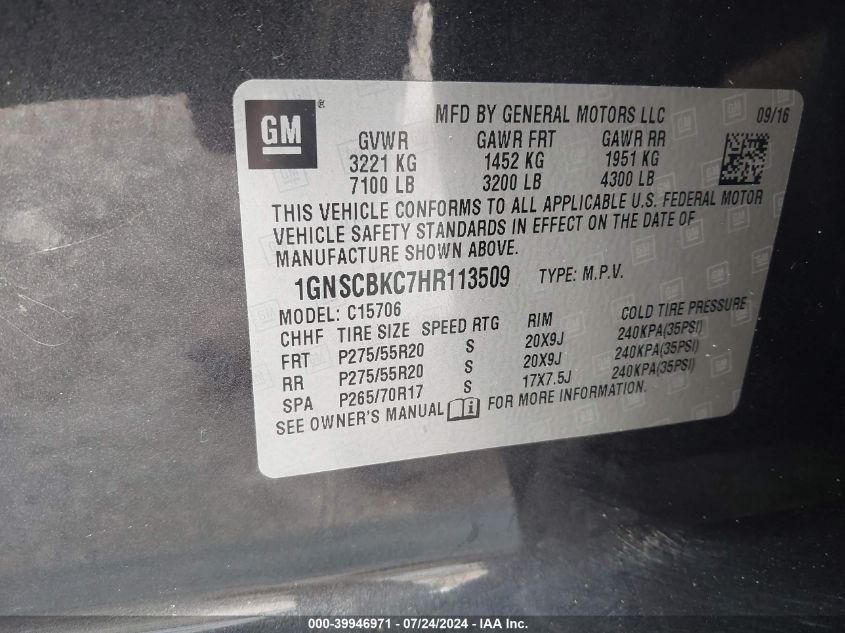 GM ®
MFD BY GENERAL MOTORS LLC 09/16
GVWR GAWR FRT GAWR RR
3221 KG 1452 KG 1951 KG
7100 LB 3200 LB 4300 LB
THIS VEHICLE CONFORMS TO ALL APPLICABLE U.S. FEDERAL MOTOR
VEHICLE SAFETY STANDARDS IN EFFECT ON THE DATE OF
MANUFACTURE SHOWN ABOVE.
1GNSCBKC7HR113509 TYPE: M.P.V.
MODEL: C15706
CHHF TIRE SIZE SPEED RTG RIM COLD TIRE PRESSURE
FRT P275/55R20 S 20X9J 240KPA(35PSI)
RR P275/55R20 S 20X9J 240KPA(35PSI)
SPA P265/70R17 S 17X7.5J 240KPA(35PSI)
SEE OWNER'S MANUAL FOR MORE INFORMATION.
000-39946971 - 07/24/2024 - IAA Inc.